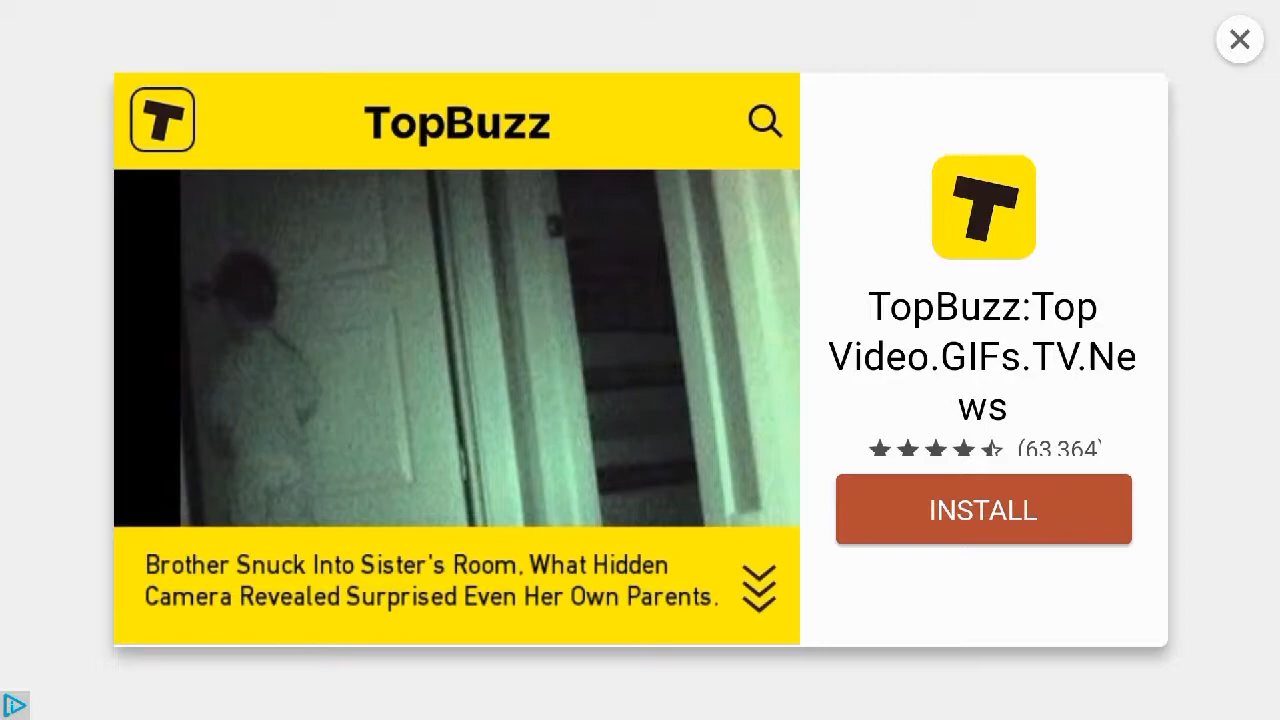 T
TopBuzz
T
TopBuzz:Top
Video.GIFs.TV.Ne
ws
(63,364)
INSTALL
Brother Snuck Into Sister's Room, What Hidden
Camera Revealed Surprised Even Her Own Parents.